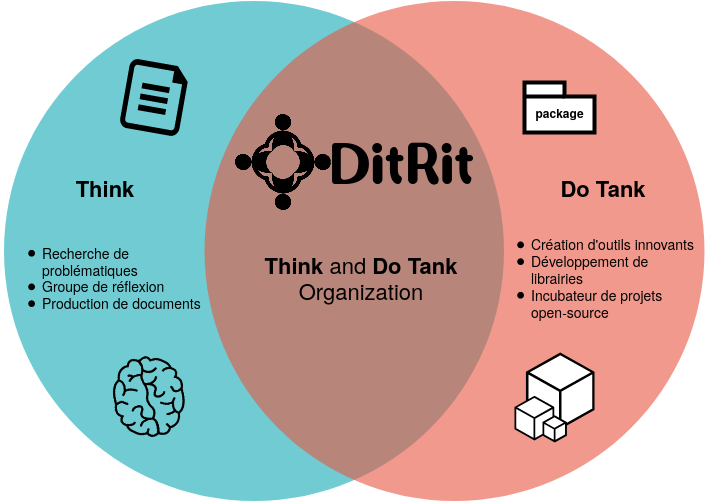 Think
● Recherche de
problématiques
● Groupe de réflexion
● Production de documents
DitRit
Think and Do Tank
Organization
package
Do Tank
● Création d'outils innovants
● Développement de
librairies
● Incubateur de projets
open-source